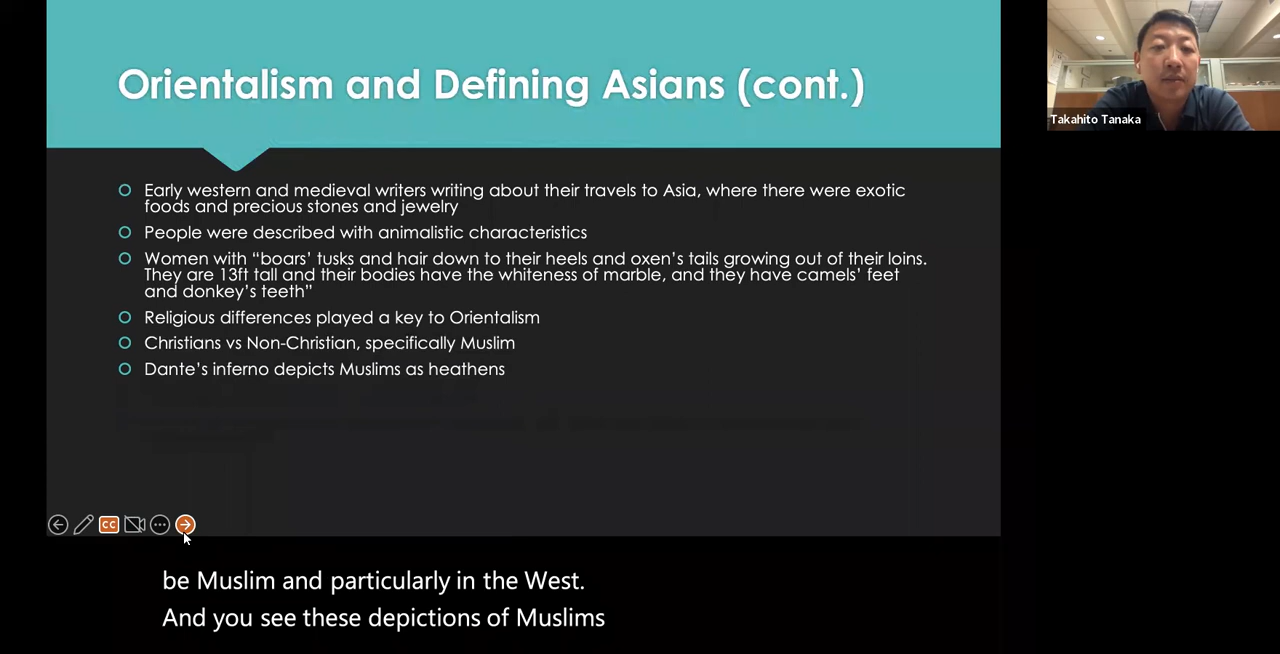 Orientalism and Defining Asians (cont.)
Takahito Tanaka
Early western and medieval writers writing about their travels to Asia, where there were exotic
foods and precious stones and jewelry
People were described with animalistic characteristics
Women with “boars’ tusks and hair down to their heels and oxen’s tails growing out of their loins.
They are 13ft tall and their bodies have the whiteness of marble, and they have camels’ feet
and donkey’s teeth”
Religious differences played a key to Orientalism
Christians vs Non-Christian, specifically Muslim
Dante’s inferno depicts Muslims as heathens
CC
be Muslim and particularly in the West.
And you see these depictions of Muslims